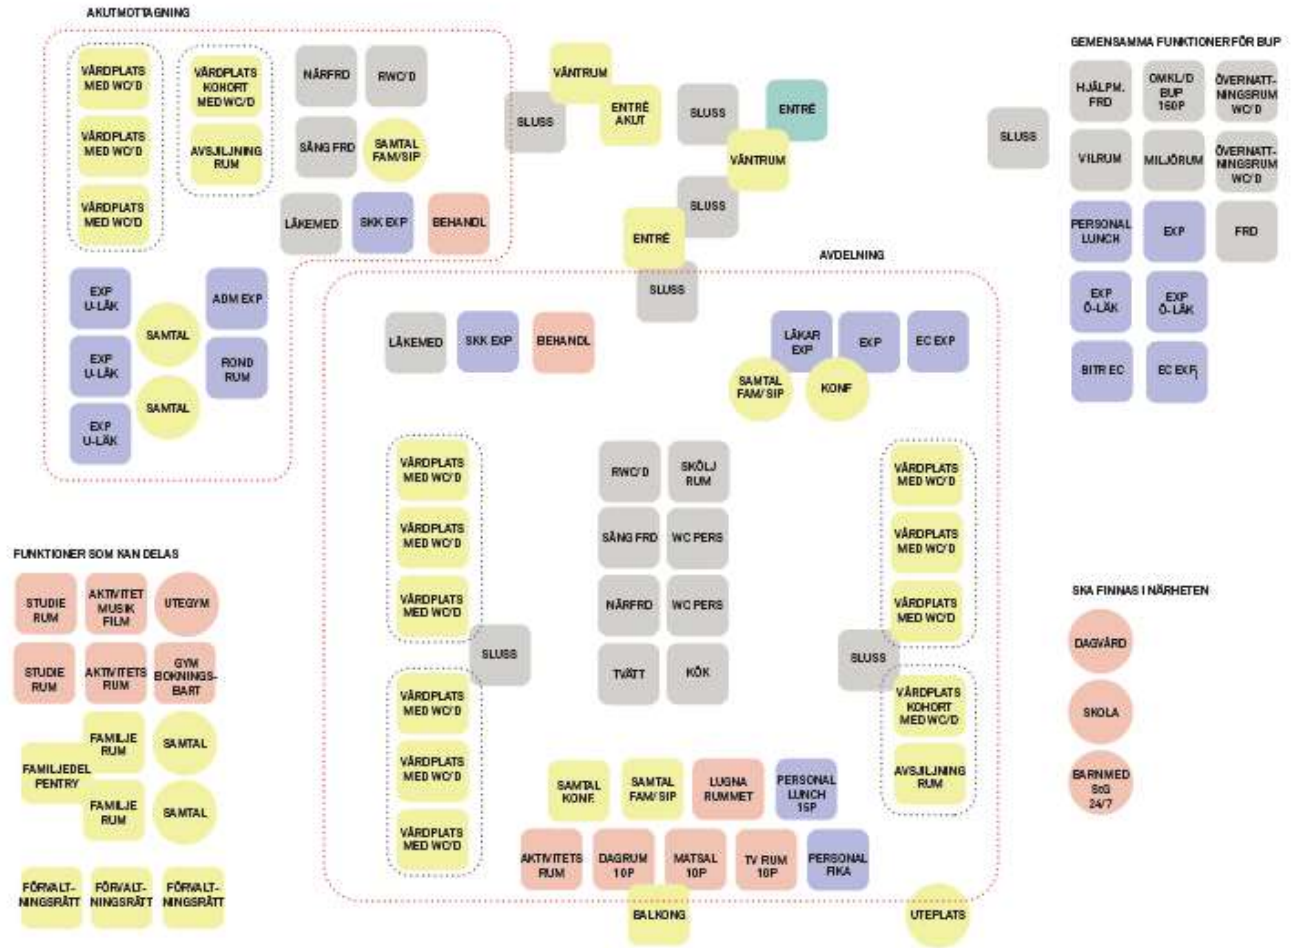 AKUTMOTTAGNING
VÅRDPLATS
MED WC/D
VÅRDPLATS
MED WC/D
VÅRDPLATS
MED WC/D
VÅRDPLATS
KOHORT
MED WC/D
AVSJILJNING
RUM
NÄRFRD
RWC/D
SÄNG FRD
SAMTAL
FAM/SIP
LÄKEMED
SKK EXP
BEHANDL
EXP
U-LÄK
EXP
U-LÄK
EXP
U-LÄK
SAMTAL
SAMTAL
ADM EXP
ROND
RUM
VÄNTRUM
SLUSS
ENTRÉ
AKUT
SLUSS
ENTRÉ
VÄNTRUM
SLUSS
ENTRÉ
SLUSS
SLUSS
GEMENSAMMA FUNKTIONER FÖR BUP
HJÄLPM.
FRD
OMKL/D
BUP
160P
ÖVERNATT-
NINGSRUM
WC/D
VILRUM
MILJÖRUM
ÖVERNATT-
NINGSRUM
WC/D
PERSONAL
LUNCH
EXP
FRD
EXP
Ö-LÄK
EXP
Ö-LÄK
BITR EC
EC EXP
AVDELNING
LÄKEMED
SKK EXP
BEHANDL
LÄKAR
EXP
EXP
EC EXP
SAMTAL
FAM/SIP
KONF
VÅRDPLATS
MED WC/D
VÅRDPLATS
MED WC/D
VÅRDPLATS
MED WC/D
SLUSS
VÅRDPLATS
MED WC/D
VÅRDPLATS
MED WC/D
VÅRDPLATS
MED WC/D
RWC/D
SKÖLJ
RUM
SÄNG FRD
WC PERS
NÄRFRD
WC PERS
TVÄTT
KÖK
VÅRDPLATS
MED WC/D
VÅRDPLATS
MED WC/D
VÅRDPLATS
MED WC/D
SLUSS
VÅRDPLATS
KOHORT
MED WC/D
AVSJILJNING
RUM
SAMTAL
KONF.
SAMTAL
FAM/SIP
LUGNA
RUMMET
PERSONAL
LUNCH
15P
AKTIVITETS
RUM
DAGRUM
10P
MATSAL
10P
TV RUM
10P
PERSONAL
FIKA
BALKONG
UTEPLATS
FUNKTIONER SOM KAN DELAS
STUDIE
RUM
AKTIVITET
MUSIK
FILM
UTEGYM
STUDIE
RUM
AKTIVITETS
RUM
GYM
BOKNINGS-
BART
FAMILJE
RUM
SAMTAL
FAMILJEDEL
PENTRY
FAMILJE
RUM
SAMTAL
FÖRVALT-
NINGSRÄTT
FÖRVALT-
NINGSRÄTT
FÖRVALT-
NINGSRÄTT
SKA FINNAS I NÄRHETEN
DAGVÅRD
SKOLA
BARNMED
StG
24/7